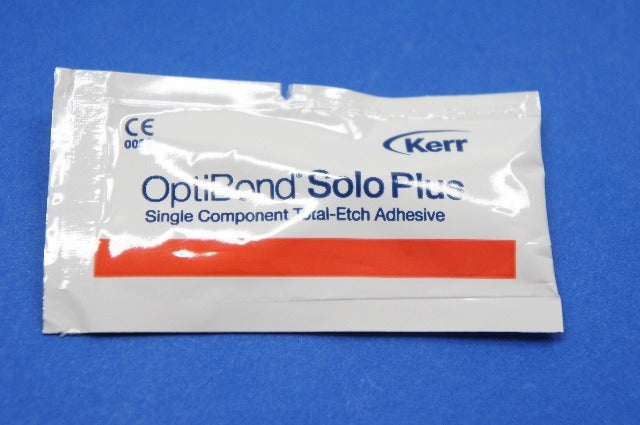 CE
Kerr
OptiBond® Solo Plus
Single Component Total-Etch Adhesive